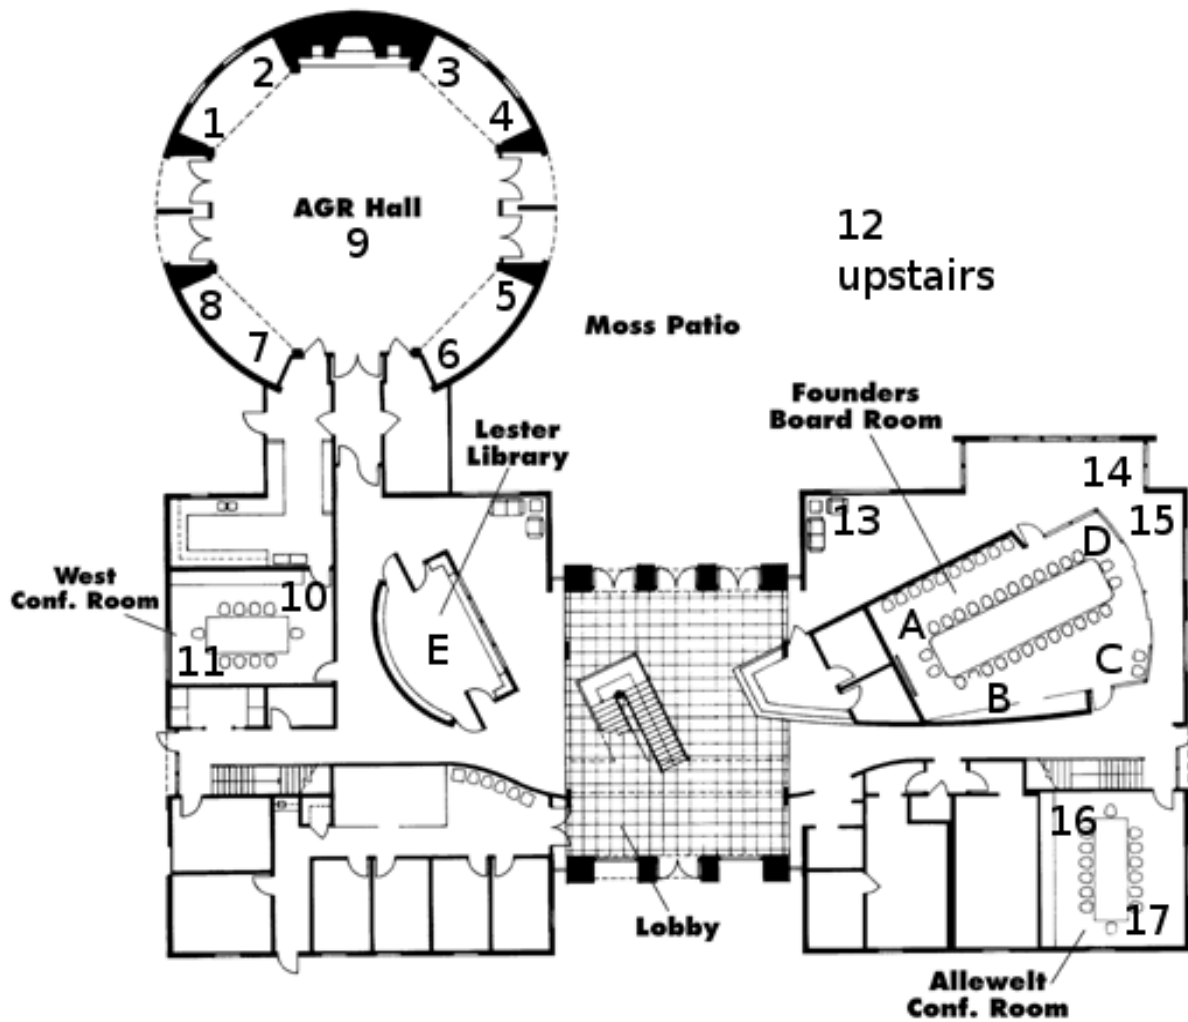 2
3
1
4
AGR Hall
9
12
upstairs
8
5
7
6
Moss Patio
Founders
Board Room
Lester
Library
14
13
15
D
West
Conf. Room
10
A
E
11
C
B
16
17
Lobby
Allewelt
Conf. Room